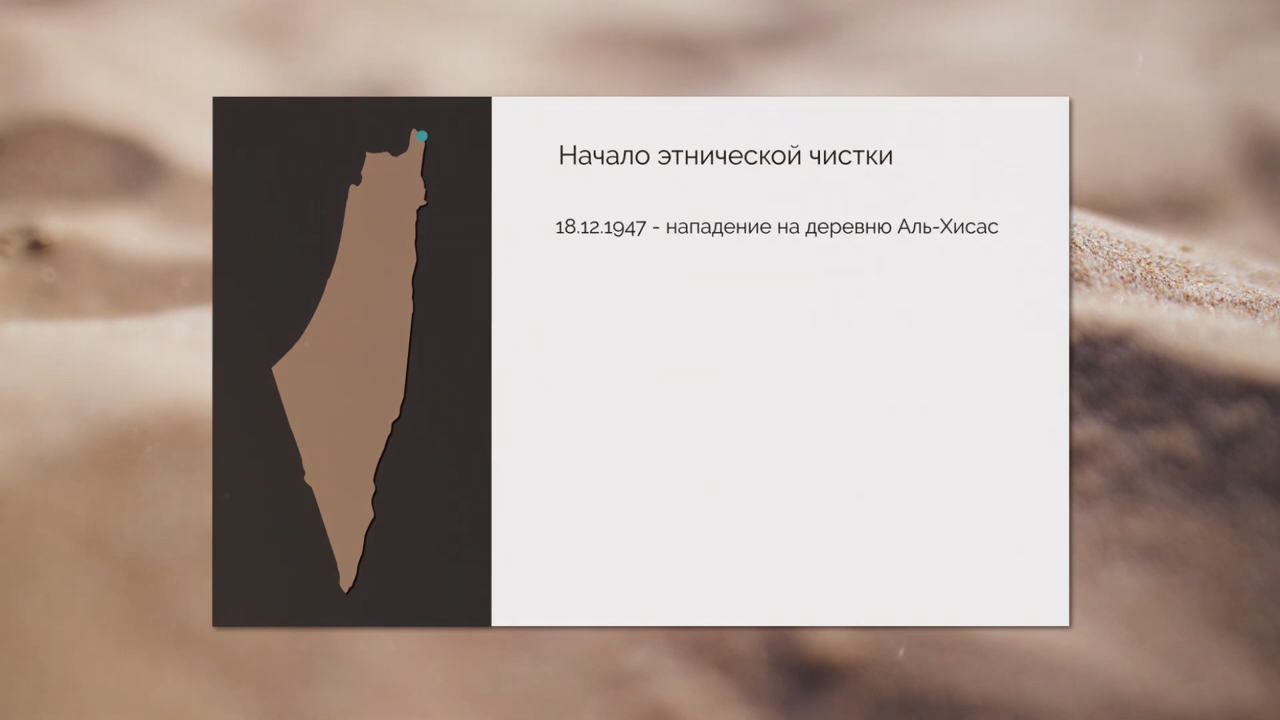 Начало этнической чистки
18.12.1947 - нападение на деревню Аль-Хисас